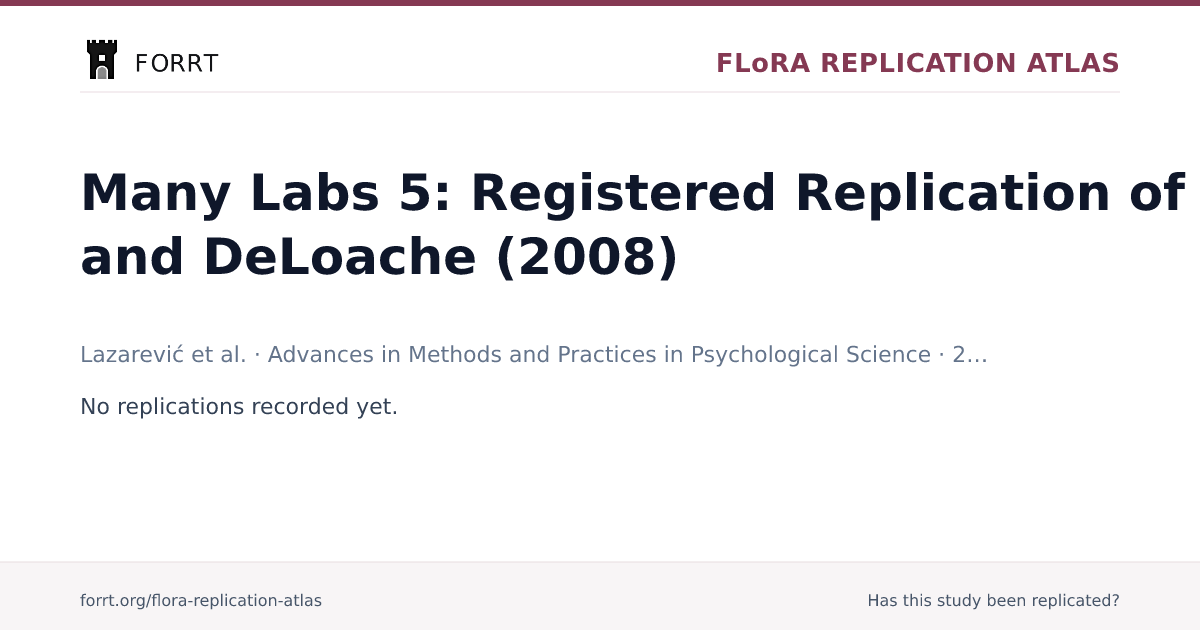 FORRT
FLoRA REPLICATION ATLAS
Many Labs 5: Registered Replication of
and DeLoache (2008)
Lazarević et al. · Advances in Methods and Practices in Psychological Science · 2…
No replications recorded yet.
forrt.org/flora-replication-atlas
Has this study been replicated?